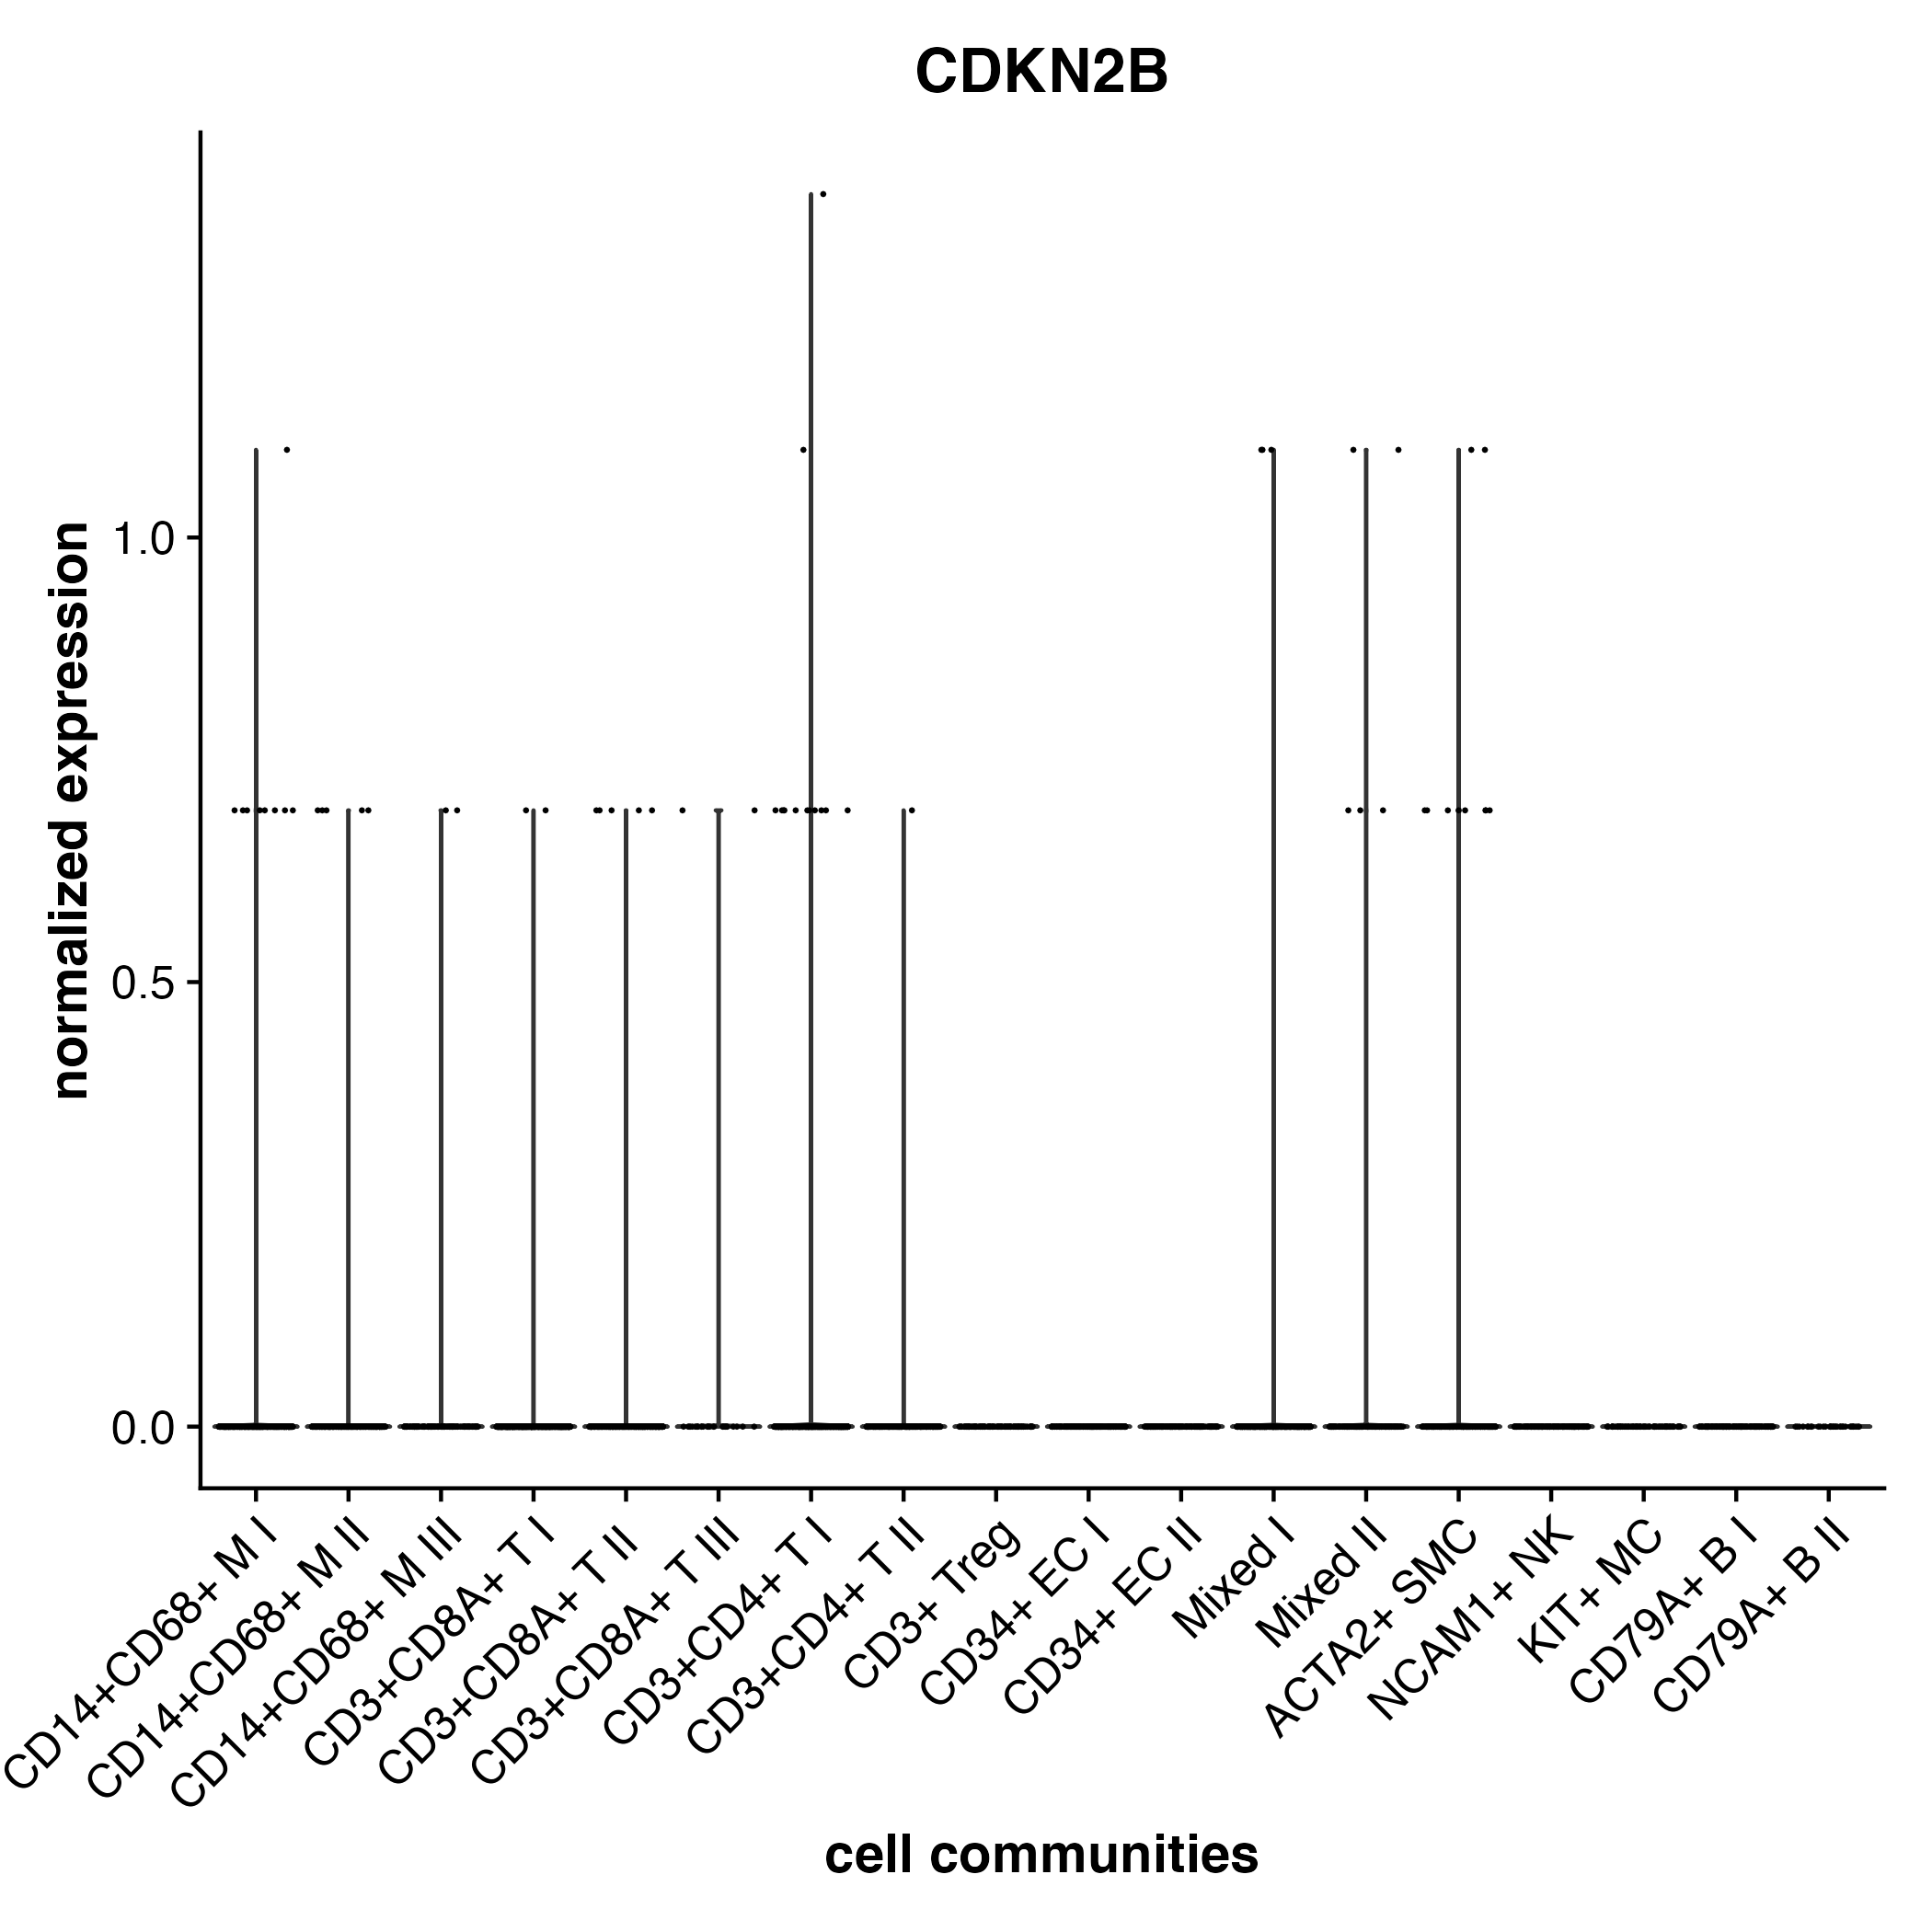 CDKN2B
normalized expression
1.0
0.5
0.0
CD14+CD68+ M I
CD14+CD68+ M II
CD14+CD68+ M III
CD3+CD8A+ T I
CD3+CD8A+ T II
CD3+CD8A+ T III
CD3+CD4+ T I
CD3+CD4+ T II
CD3+ Treg
CD34+ EC I
CD34+ EC II
Mixed I
Mixed II
ACTA2+ SMC
NCAM1+ NK
KIT+ MC
CD79A+ B I
CD79A+ B II
cell communities